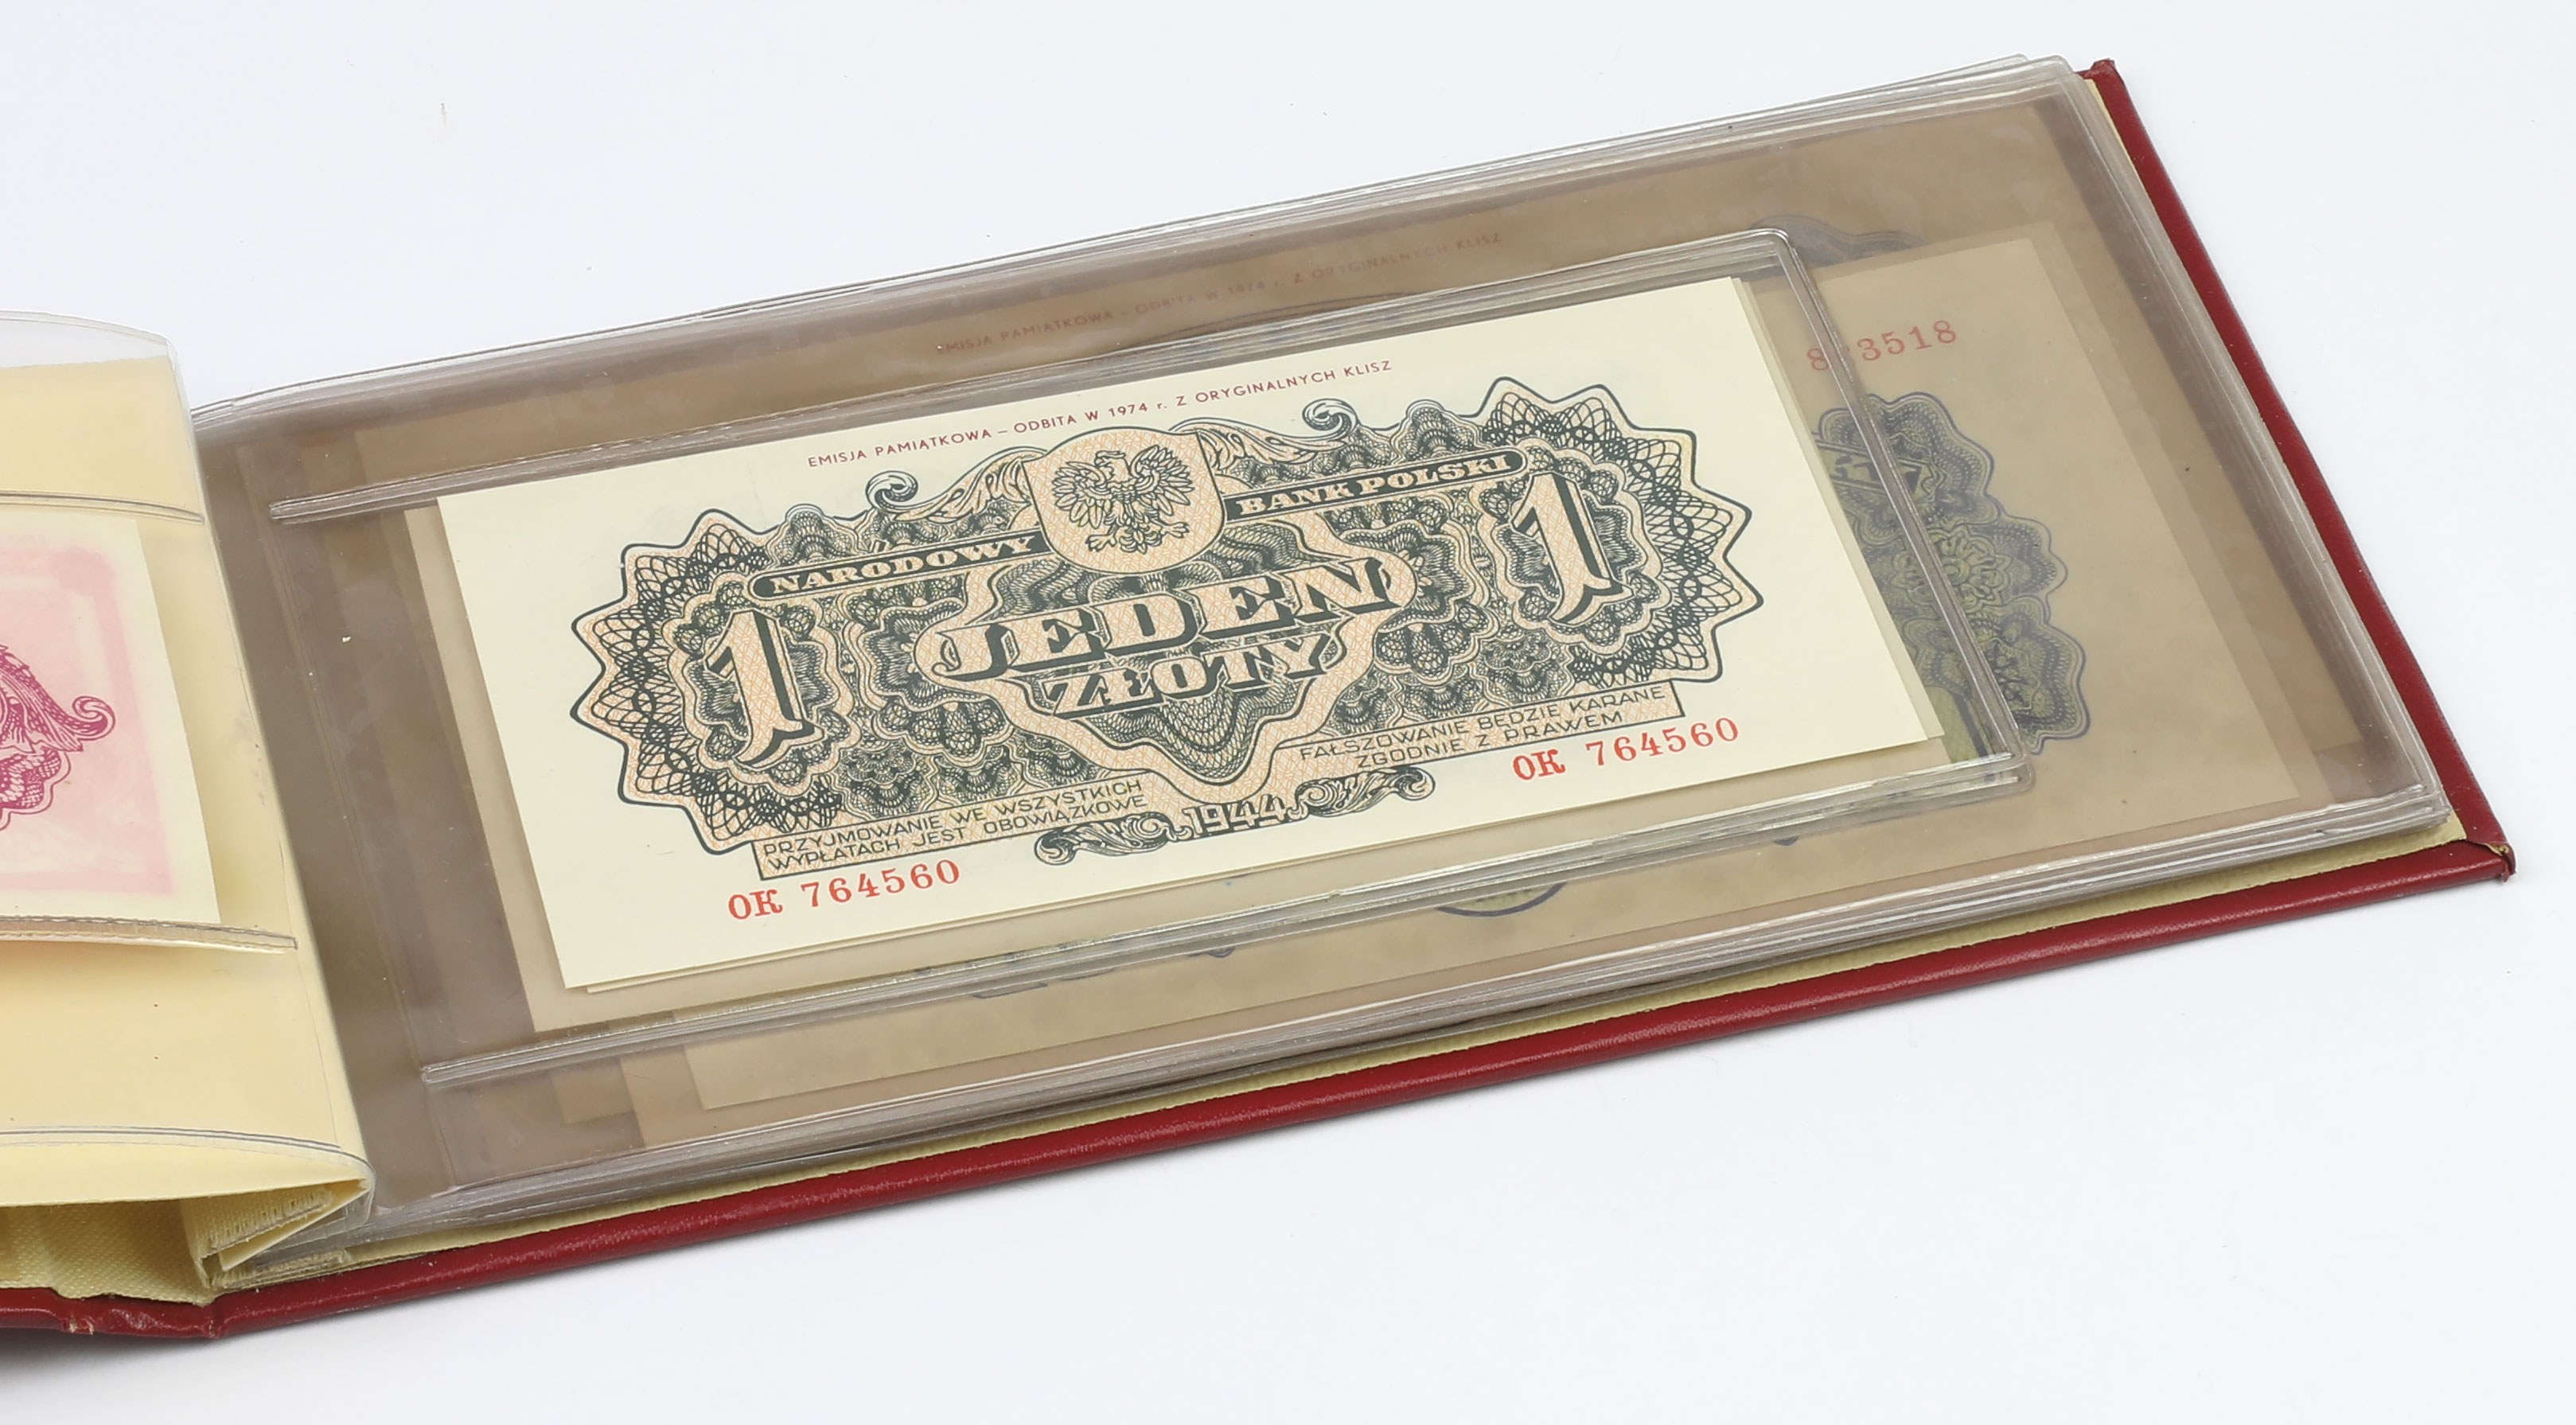 EMISJA PAMIĄTKOWA - ODBITA W 1974 r. Z ORYGINALNYCH KLISZ
3518
EMISJA PAMIĄTKOWA – ODBITA W 1974 r. Z ORYGINALNYCH KLISZ
NARODOWY BANK POLSKI
1 1
JEDEN
ZŁOTY
FAŁSZOWANIE BĘDZIE KARANE
ZGODNIE Z PRAWEM
OK 764560
PRZYJMOWANIE WE WSZYSTKICH
WYPŁATACH JEST OBOWIĄZKOWE
1944
OK 764560